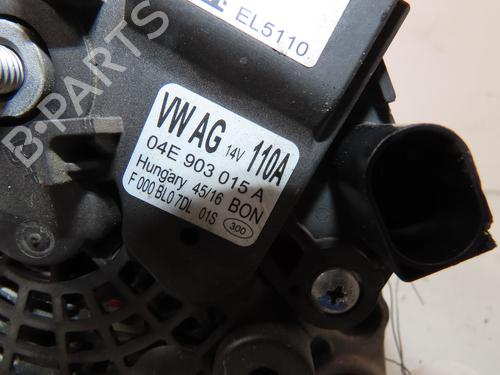 B-PARTS
EL5110
VW AG 14V 110A
04E 903 015 A
Hungary 45/16 BON
F 000 BL0 7DL 01S 300